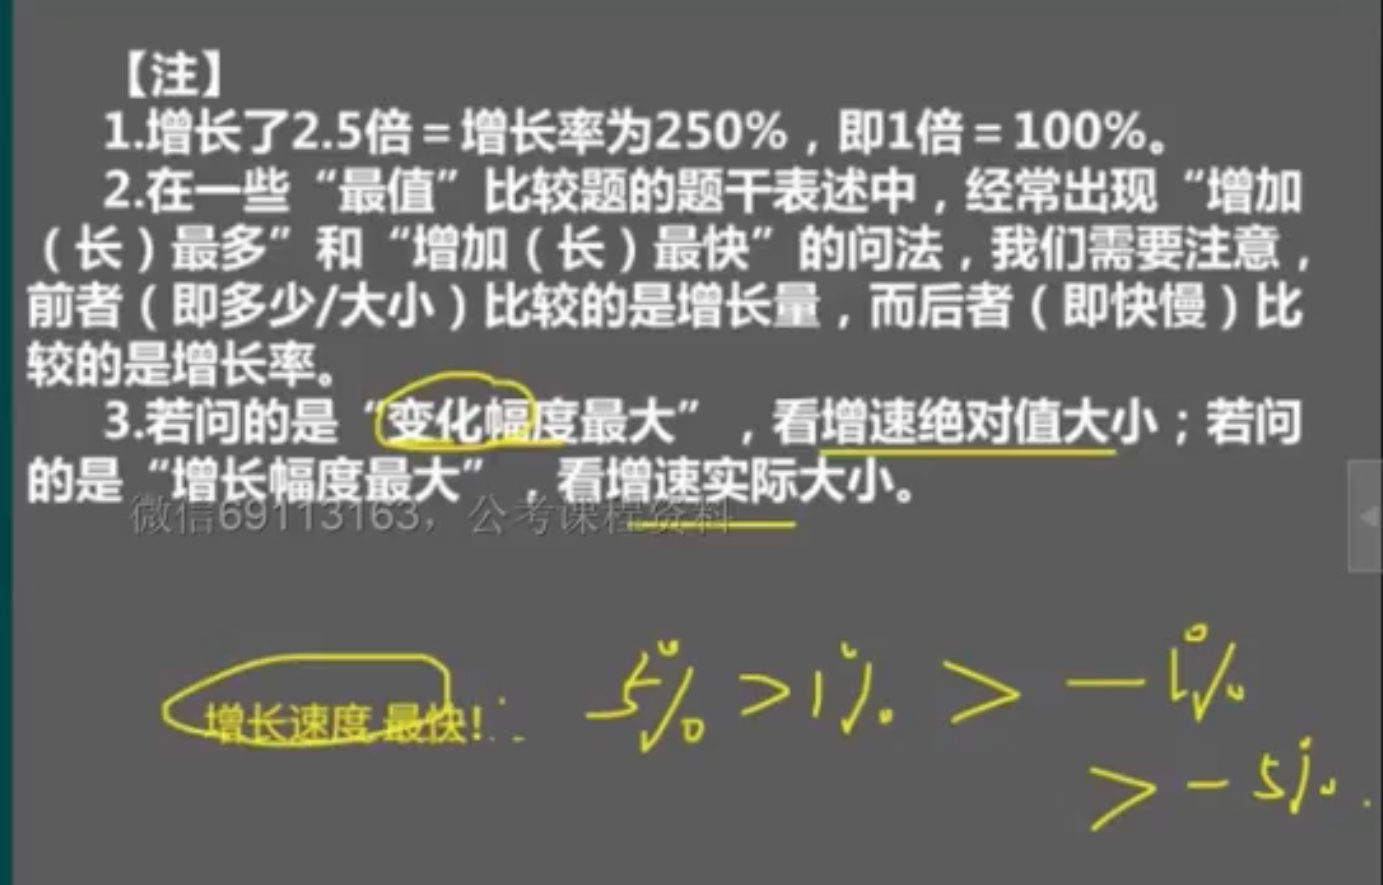 【注】
1.增长了2.5倍=增长率为250%，即1倍=100%。
2.在一些“最值”比较题的题干表述中，经常出现“增加
（长）最多”和“增加（长）最快”的问法，我们需要注意，
前者（即多少/大小）比较的是增长量，而后者（即快慢）比
较的是增长率。
3.若问的是“变化幅度最大”，看增速绝对值大小；若问
的是“增长幅度最大”，看增速实际大小。
微信69113163，公考课程资料
增长速度 最快！ 5% > 1% > -1%
> -5%